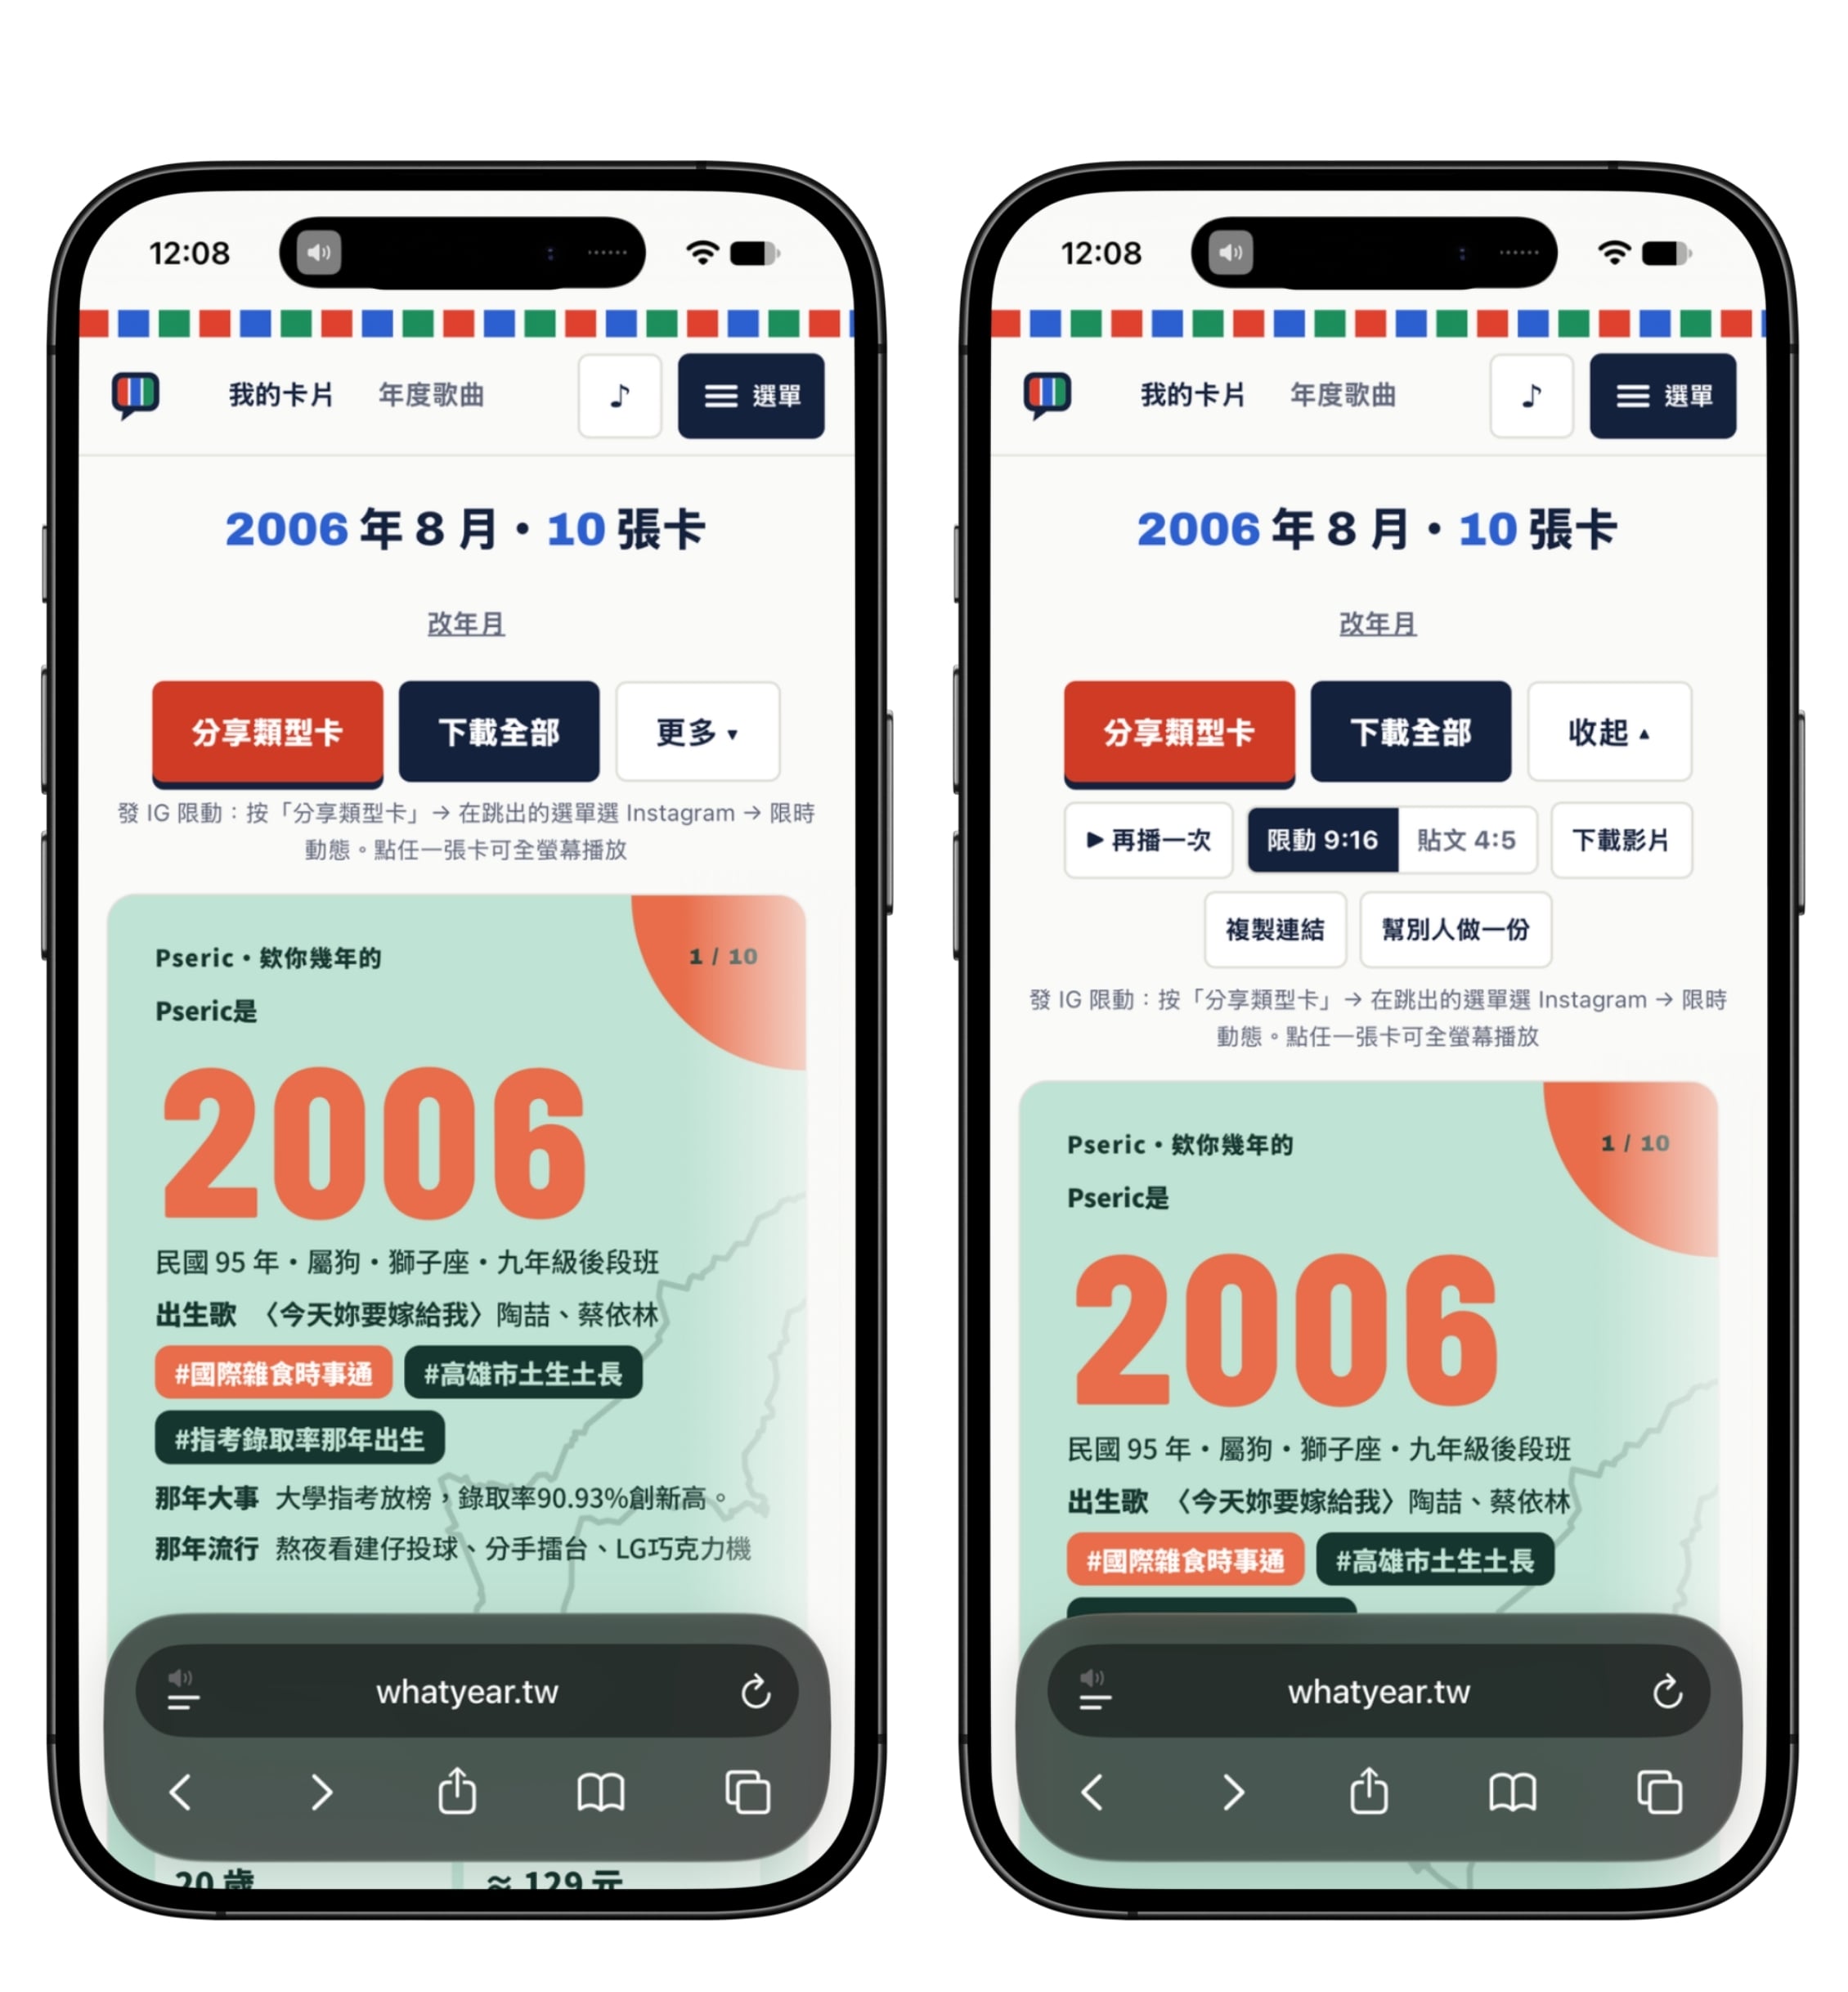 12:08
我的卡片 年度歌曲 ♪ 選單
2006 年 8 月・10 張卡
改年月
分享類型卡 下載全部 更多 ▾
發 IG 限動：按「分享類型卡」→ 在跳出的選單選 Instagram → 限時
動態。點任一張卡可全螢幕播放
Pseric・欸你幾年的 1 / 10
Pseric是
2006
民國 95 年・屬狗・獅子座・九年級後段班
出生歌 〈今天妳要嫁給我〉陶喆、蔡依林
#國際雜食時事通 #高雄市土生土長
#指考錄取率那年出生
那年大事 大學指考放榜，錄取率90.93%創新高。
那年流行 熬夜看建仔投球、分手擂台、LG巧克力機
whatyear.tw
20 歲 ≈ 129 元
12:08
我的卡片 年度歌曲 ♪ 選單
2006 年 8 月・10 張卡
改年月
分享類型卡 下載全部 收起 ▴
▶ 再播一次 限動 9:16 貼文 4:5 下載影片
複製連結 幫別人做一份
發 IG 限動：按「分享類型卡」→ 在跳出的選單選 Instagram → 限時
動態。點任一張卡可全螢幕播放
Pseric・欸你幾年的 1 / 10
Pseric是
2006
民國 95 年・屬狗・獅子座・九年級後段班
出生歌 〈今天妳要嫁給我〉陶喆、蔡依林
#國際雜食時事通 #高雄市土生土長
whatyear.tw